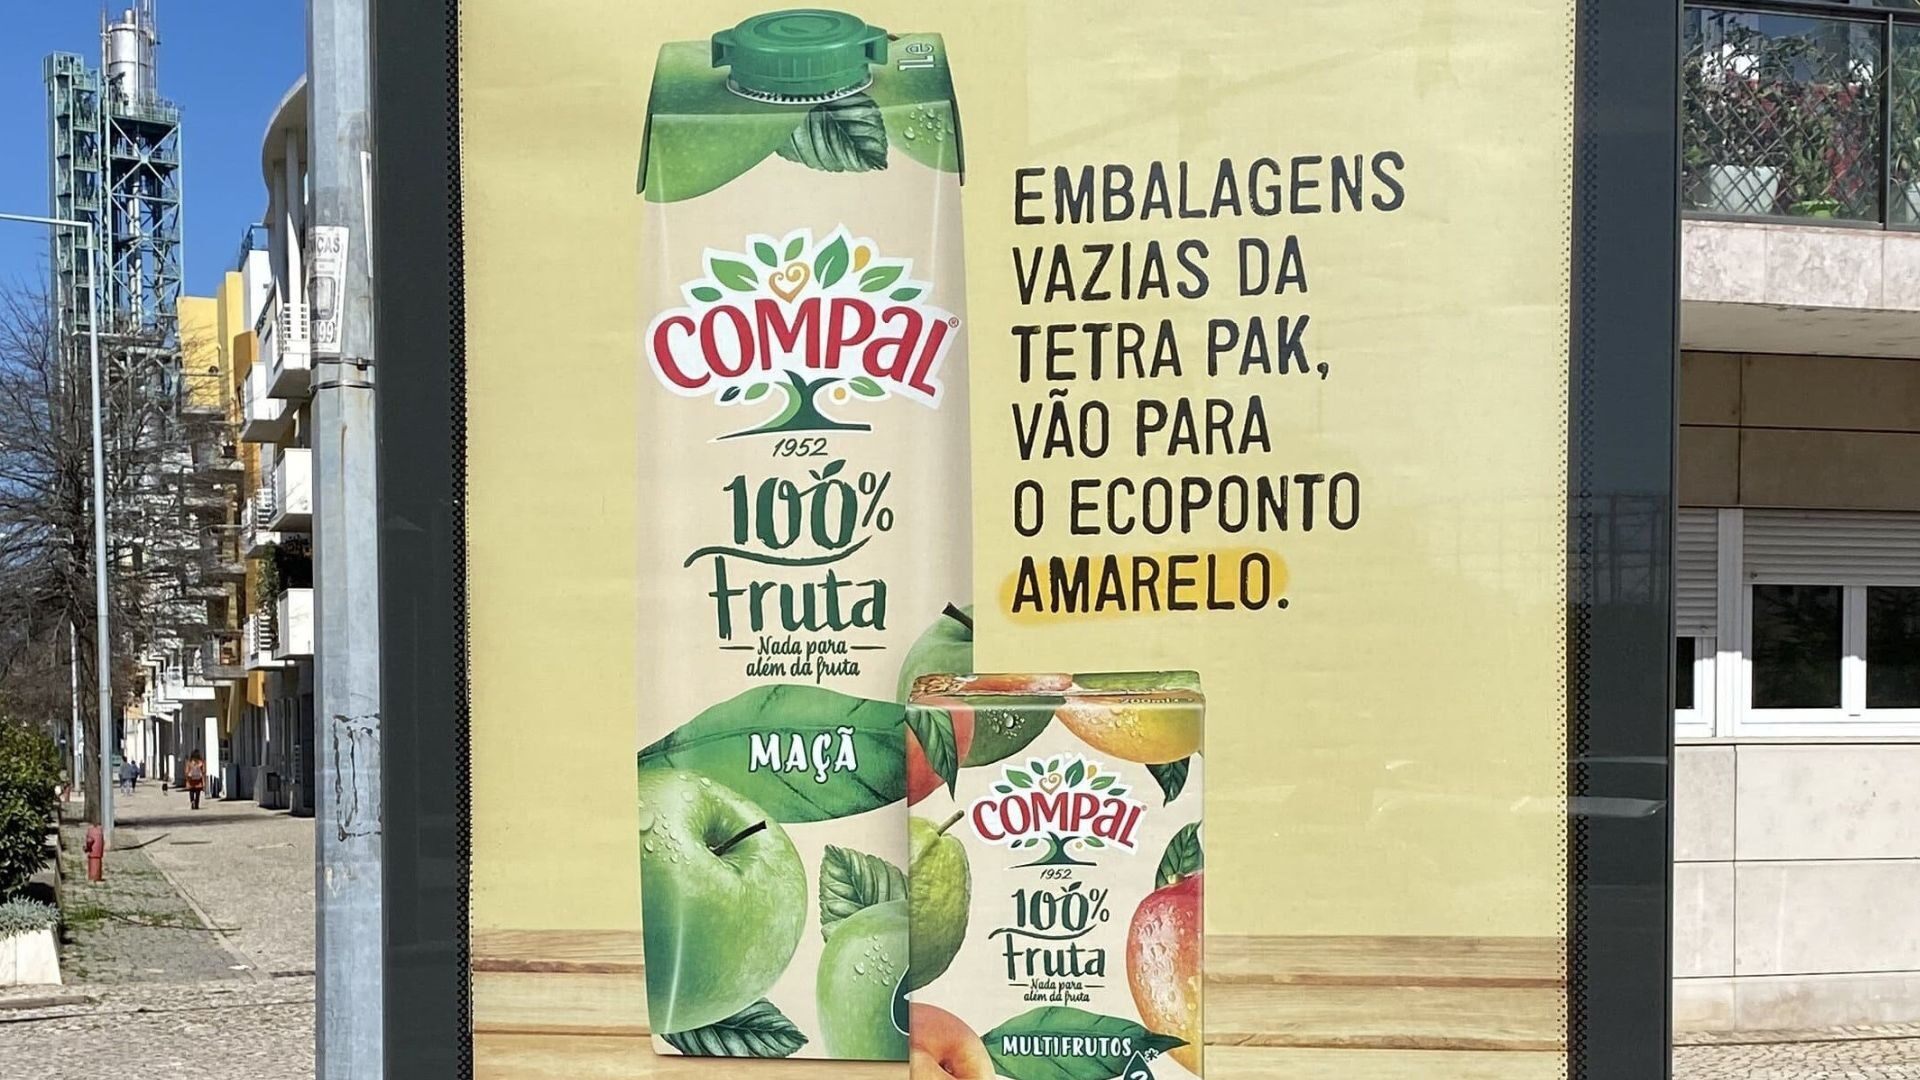 1Le
COMPAL
1952
100%
fruta
Nada para
além da fruta
MAÇÃ
EMBALAGENS
VAZIAS DA
TETRA PAK,
VÃO PARA
O ECOPONTO
AMARELO.
COMPAL
1952
100%
fruta
Nada para
além da fruta
MULTIFRUTOS